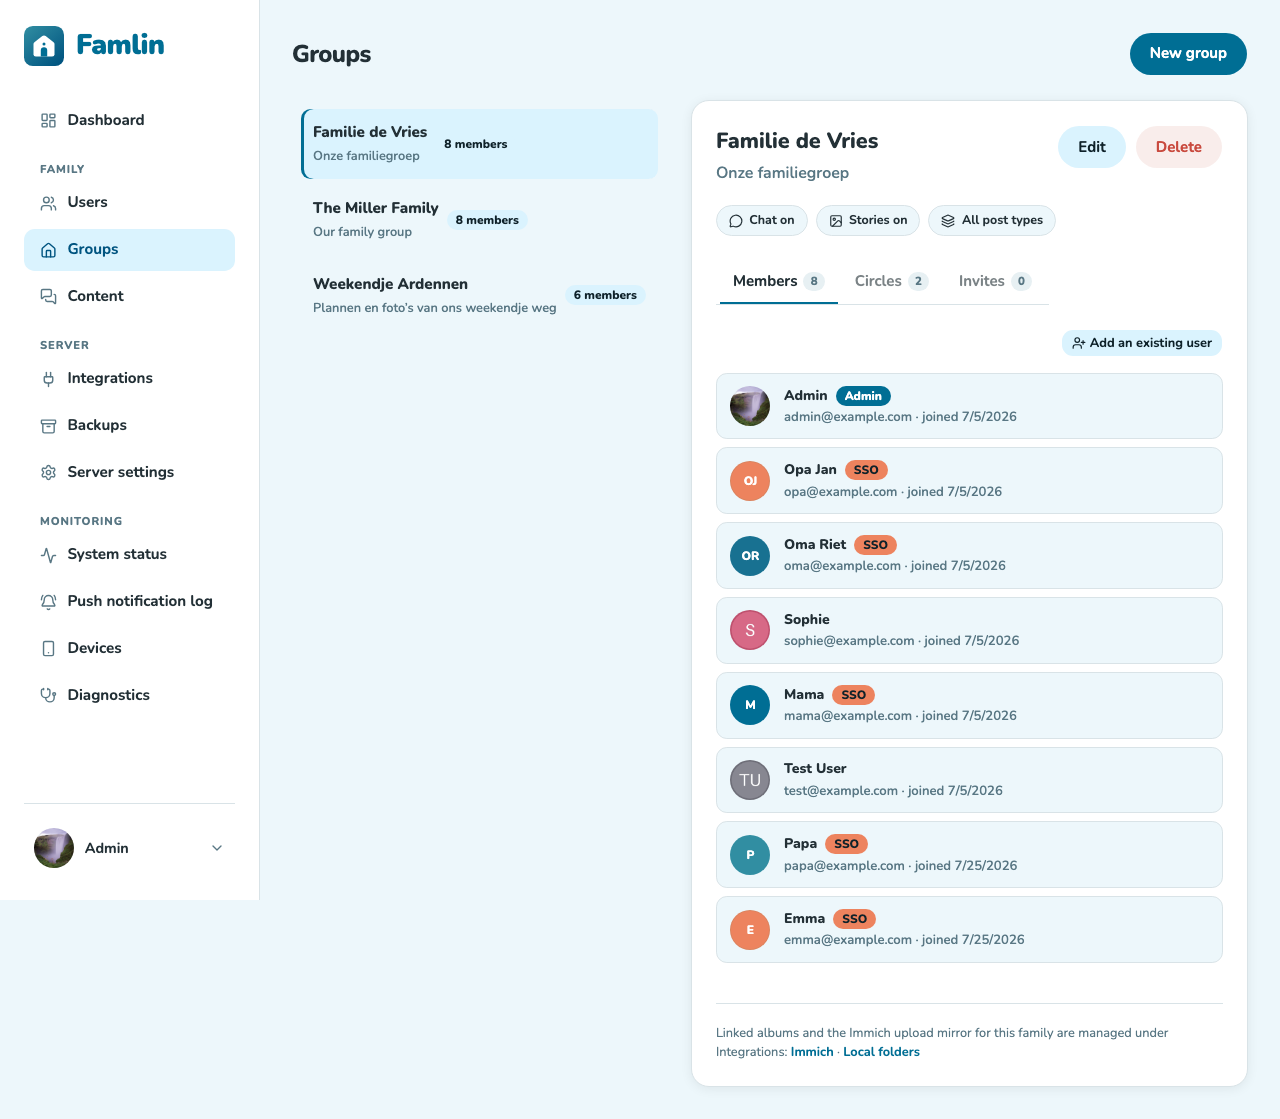 Famlin
Dashboard
FAMILY
Users
Groups
Content
SERVER
Integrations
Backups
Server settings
MONITORING
System status
Push notification log
Devices
Diagnostics
Admin
Groups
New group
Familie de Vries
Onze familiegroep
8 members
The Miller Family
Our family group
8 members
Weekendje Ardennen
Plannen en foto's van ons weekendje weg
6 members
Familie de Vries
Onze familiegroep
Edit
Delete
Chat on
Stories on
All post types
Members 8
Circles 2
Invites 0
Add an existing user
Admin Admin
admin@example.com · joined 7/5/2026
OJ
Opa Jan SSO
opa@example.com · joined 7/5/2026
OR
Oma Riet SSO
oma@example.com · joined 7/5/2026
S
Sophie
sophie@example.com · joined 7/5/2026
M
Mama SSO
mama@example.com · joined 7/5/2026
TU
Test User
test@example.com · joined 7/5/2026
P
Papa SSO
papa@example.com · joined 7/25/2026
E
Emma SSO
emma@example.com · joined 7/25/2026
Linked albums and the Immich upload mirror for this family are managed under
Integrations: Immich · Local folders